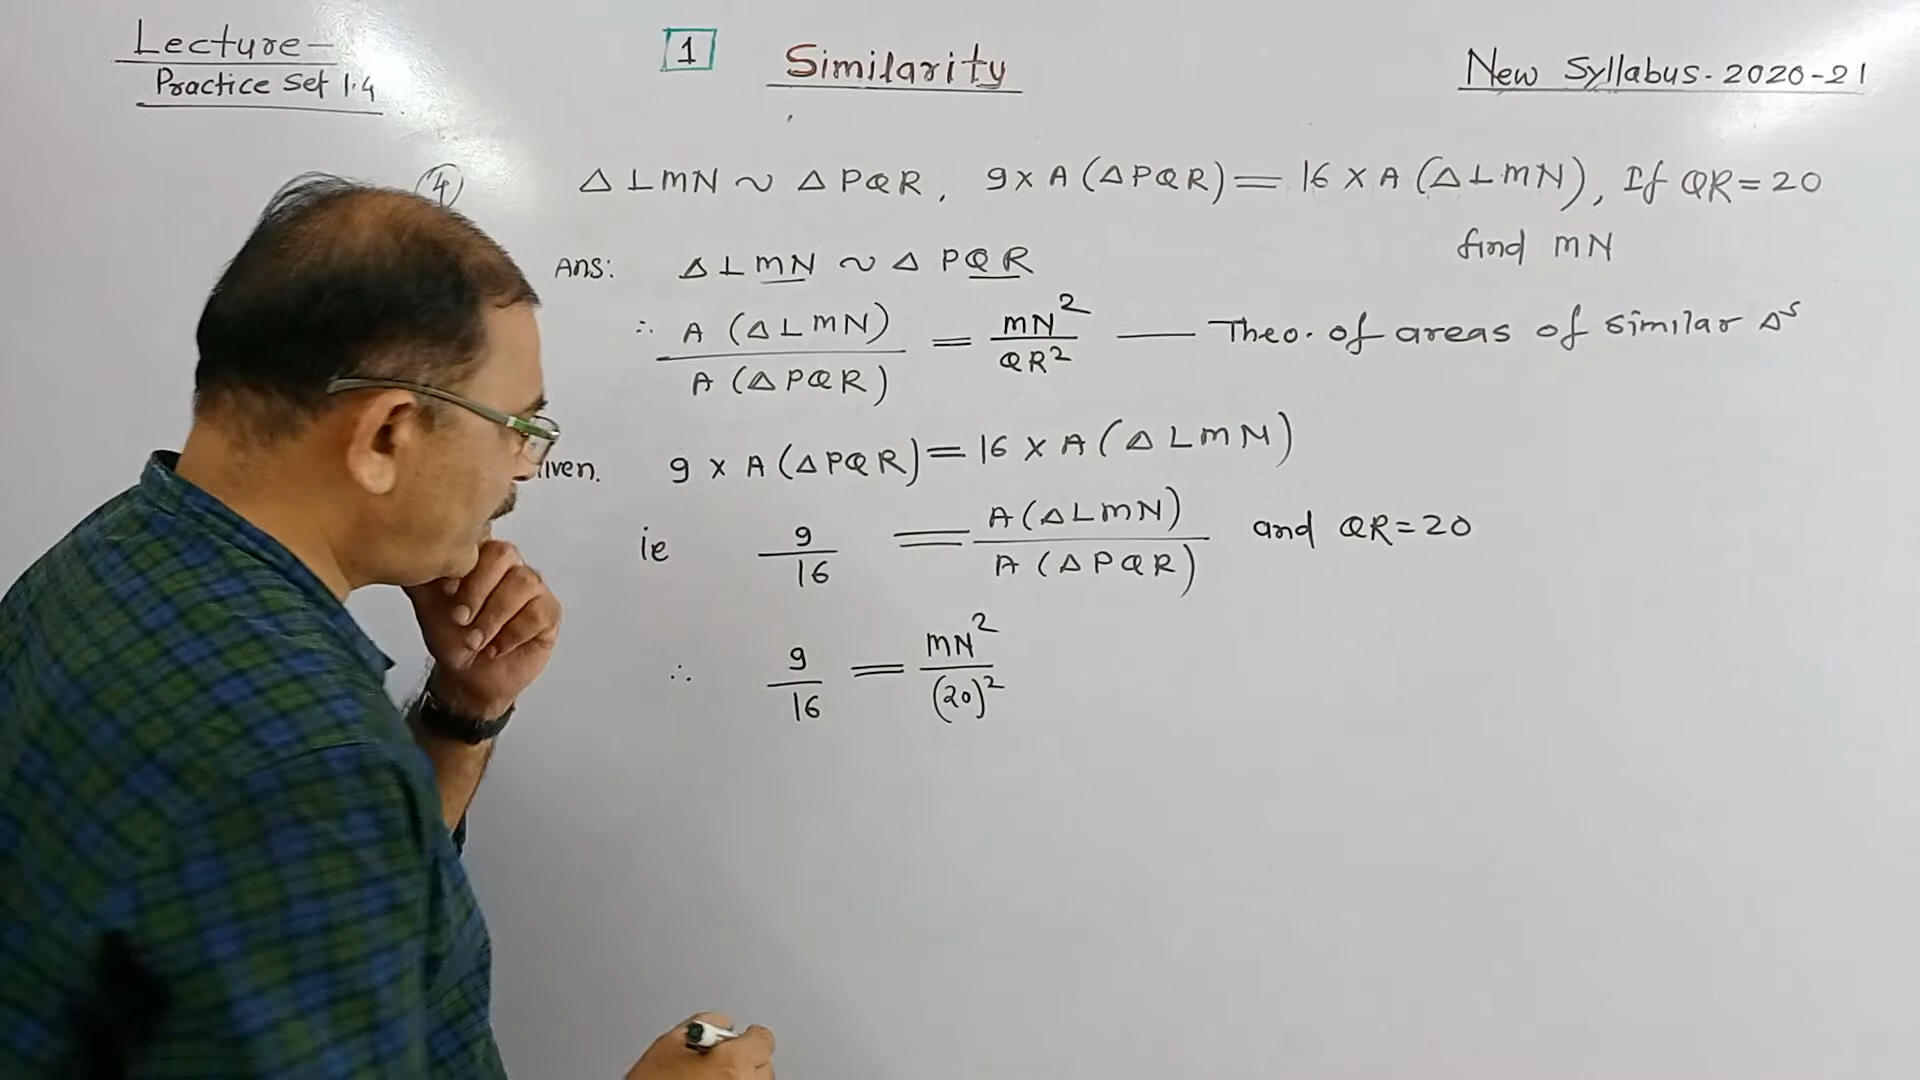 Lecture-
Practice Set 1.4
1
Similarity
New Syllabus. 2020-21
(4) △LMN ~ △PQR, 9 x A(△PQR) = 16 x A(△LMN), If QR = 20
find MN
Ans: △LMN ~ △PQR
∴ A(△LMN)/A(△PQR) = MN²/QR² — Theo. of areas of similar △s
9 x A(△PQR) = 16 x A(△LMN)
ie 9/16 = A(△LMN)/A(△PQR) and QR = 20
∴ 9/16 = MN²/(20)²